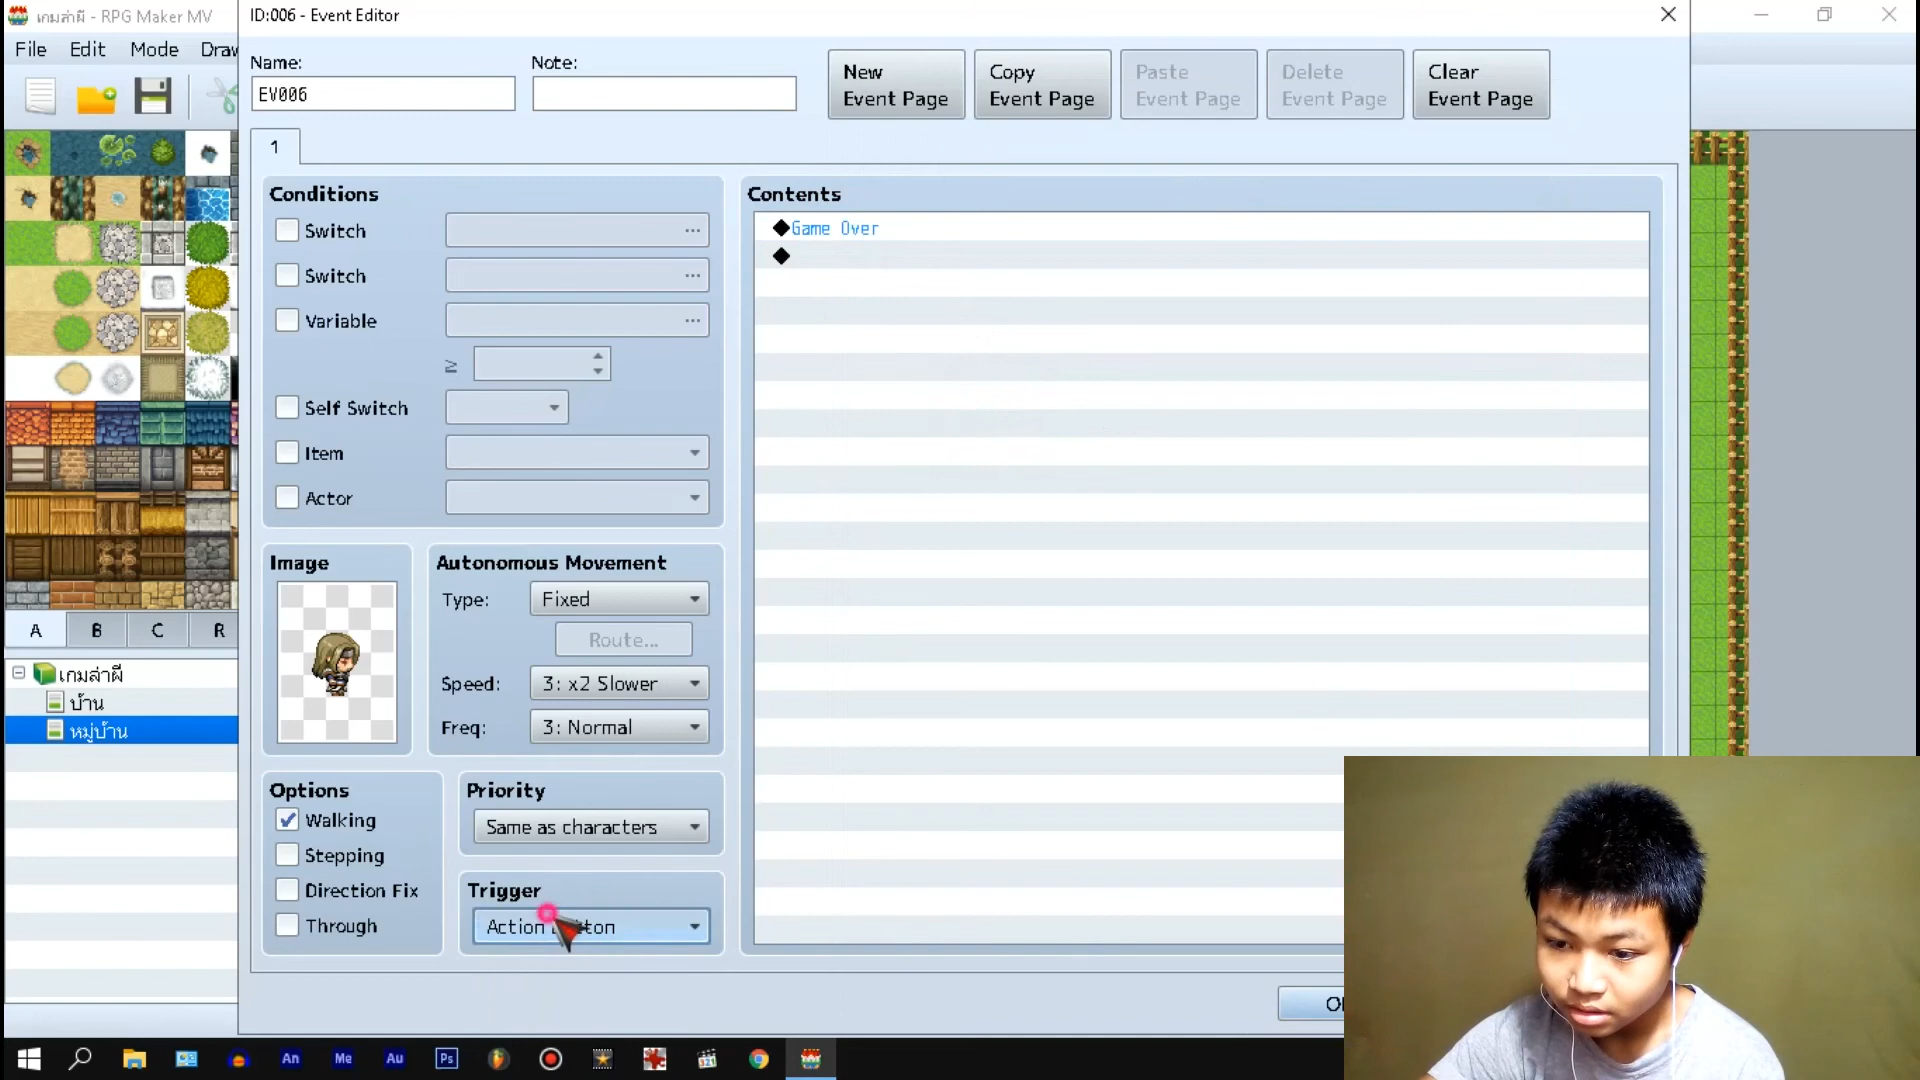 เกมล่าผี - RPG Maker MV
ID:006 - Event Editor
File Edit Mode
Name:
Note:
EV006
New Event Page
Copy Event Page
Paste Event Page
Delete Event Page
Clear Event Page
1
Conditions
Switch ...
Switch ...
Variable ...
≥
Self Switch
Item
Actor
Contents
◆Game Over
◆
Image
Autonomous Movement
Type: Fixed
Route...
Speed: 3: x2 Slower
Freq: 3: Normal
Options
Walking
Stepping
Direction Fix
Through
Priority
Same as characters
Trigger
Action
A B C R
เกมล่าผี
บ้าน
หมู่บ้าน
An Me Au Ps
321